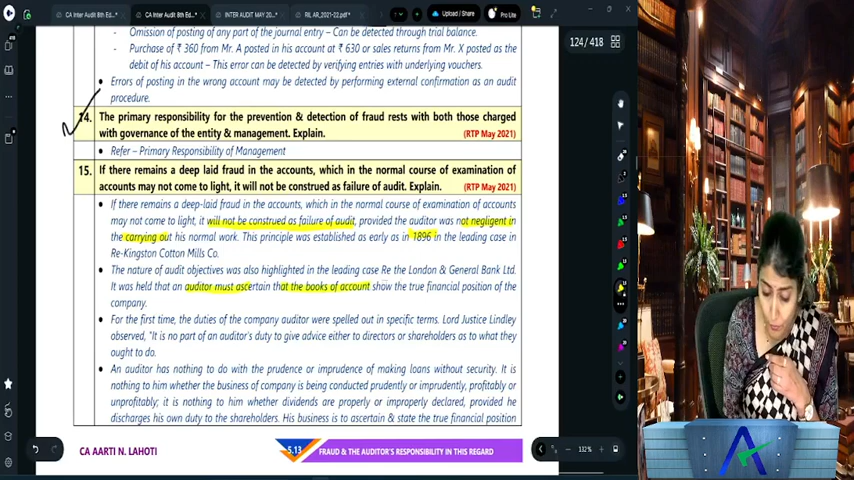 CA Inter Audit 8th Ed*...
CA Inter Audit 8th Ed*...
INTER AUDIT MAY 20...
RIL AR_2021-22.pdf*
Upload / Share
Pro Lite
124/418
- Omission of posting of any part of the journal entry - Can be detected through trial balance.
- Purchase of ₹ 360 from Mr. A posted in his account at ₹ 630 or sales returns from Mr. X posted as the
debit of his account – This error can be detected by verifying entries with underlying vouchers.
• Errors of posting in the wrong account may be detected by performing external confirmation as an audit
procedure.
14. The primary responsibility for the prevention & detection of fraud rests with both those charged
with governance of the entity & management. Explain. (RTP May 2021)
• Refer – Primary Responsibility of Management
15. If there remains a deep laid fraud in the accounts, which in the normal course of examination of
accounts may not come to light, it will not be construed as failure of audit. Explain. (RTP May 2021)
• If there remains a deep-laid fraud in the accounts, which in the normal course of examination of accounts
may not come to light, it will not be construed as failure of audit, provided the auditor was not negligent in
the carrying out his normal work. This principle was established as early as in 1896 in the leading case in
Re-Kingston Cotton Mills Co.
• The nature of audit objectives was also highlighted in the leading case Re the London & General Bank Ltd.
It was held that an auditor must ascertain that the books of account show the true financial position of the
company.
• For the first time, the duties of the company auditor were spelled out in specific terms. Lord Justice Lindley
observed, "It is no part of an auditor's duty to give advice either to directors or shareholders as to what they
ought to do.
• An auditor has nothing to do with the prudence or imprudence of making loans without security. It is
nothing to him whether the business of company is being conducted prudently or imprudently, profitably or
unprofitably; it is nothing to him whether dividends are properly or improperly declared, provided he
discharges his own duty to the shareholders. His business is to ascertain & state the true financial position
CA AARTI N. LAHOTI
5.13
FRAUD & THE AUDITOR'S RESPONSIBILITY IN THIS REGARD
132%